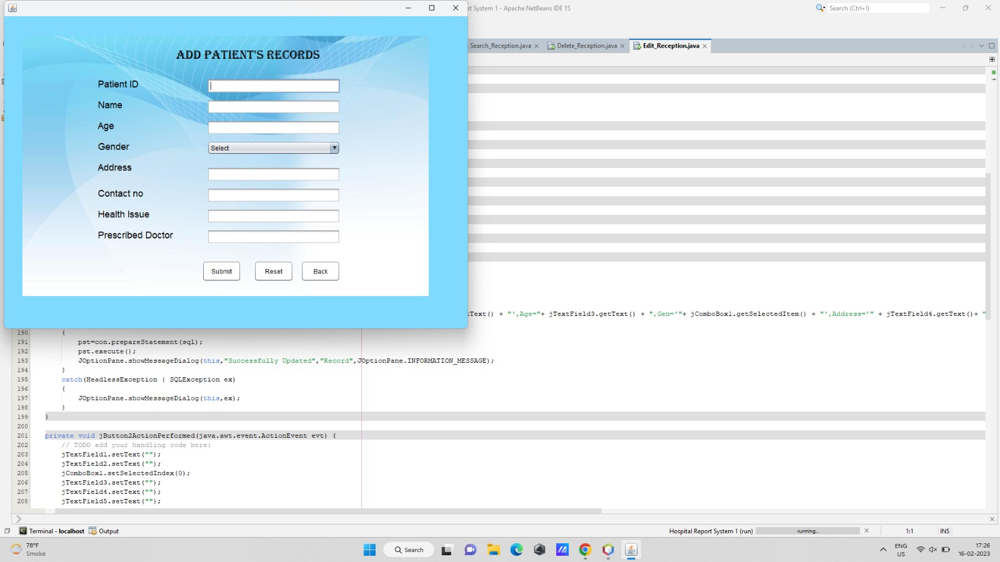 rt System 1 - Apache NetBeans IDE 15
Search (Ctrl+I)
Search_Reception.java
Delete_Reception.java
Edit_Reception.java
ADD PATIENT'S RECORDS
Patient ID
Name
Age
Gender
Select
Address
Contact no
Health Issue
Prescribed Doctor
Submit
Reset
Back
tText() + "',Age="+ jTextField3.getText() + ",Gen='"+ jComboBox1.getSelectedItem() + "',Address='" + jTextField4.getText()+ "
190 {
191 pst=con.prepareStatement(sql);
192 pst.execute();
193 JOptionPane.showMessageDialog(this,"Successfully Updated","Record",JOptionPane.INFORMATION_MESSAGE);
194 }
195 catch(HeadlessException | SQLException ex)
196 {
197 JOptionPane.showMessageDialog(this,ex);
198 }
199 }
200
201 private void jButton2ActionPerformed(java.awt.event.ActionEvent evt) {
202 // TODO add your handling code here:
203 jTextField1.setText("");
204 jTextField2.setText("");
205 jComboBox1.setSelectedIndex(0);
206 jTextField3.setText("");
207 jTextField4.setText("");
208 jTextField5.setText("");
Terminal - localhost
Output
Hospital Report System 1 (run)
running...
1:1
INS
78°F
Smoke
Search
ENG
US
17:26
16-02-2023